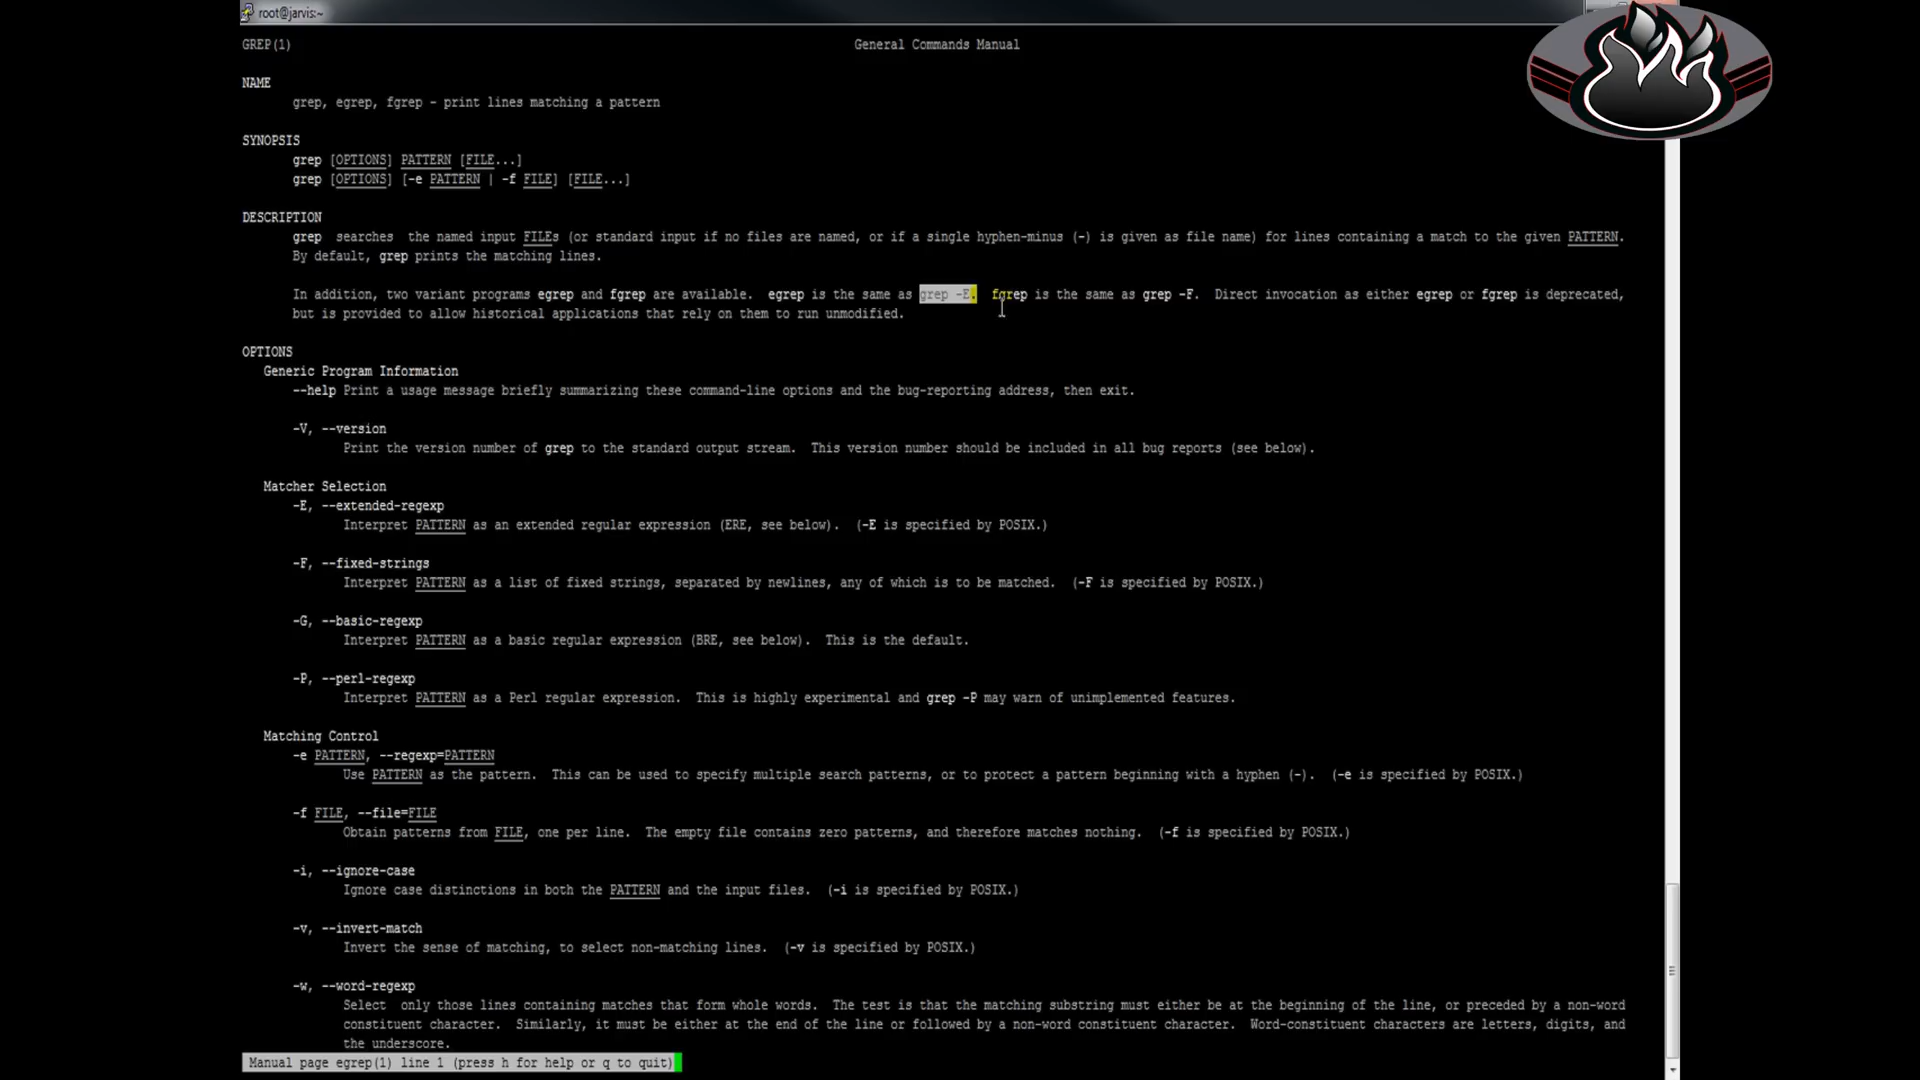 root@jarvis:~
GREP(1) General Commands Manual
NAME
grep, egrep, fgrep - print lines matching a pattern
SYNOPSIS
grep [OPTIONS] PATTERN [FILE...]
grep [OPTIONS] [-e PATTERN | -f FILE] [FILE...]
DESCRIPTION
grep searches the named input FILEs (or standard input if no files are named, or if a single hyphen-minus (-) is given as file name) for lines containing a match to the given PATTERN.
By default, grep prints the matching lines.
In addition, two variant programs egrep and fgrep are available. egrep is the same as grep -E. fgrep is the same as grep -F. Direct invocation as either egrep or fgrep is deprecated,
but is provided to allow historical applications that rely on them to run unmodified.
OPTIONS
Generic Program Information
--help Print a usage message briefly summarizing these command-line options and the bug-reporting address, then exit.
-V, --version
Print the version number of grep to the standard output stream. This version number should be included in all bug reports (see below).
Matcher Selection
-E, --extended-regexp
Interpret PATTERN as an extended regular expression (ERE, see below). (-E is specified by POSIX.)
-F, --fixed-strings
Interpret PATTERN as a list of fixed strings, separated by newlines, any of which is to be matched. (-F is specified by POSIX.)
-G, --basic-regexp
Interpret PATTERN as a basic regular expression (BRE, see below). This is the default.
-P, --perl-regexp
Interpret PATTERN as a Perl regular expression. This is highly experimental and grep -P may warn of unimplemented features.
Matching Control
-e PATTERN, --regexp=PATTERN
Use PATTERN as the pattern. This can be used to specify multiple search patterns, or to protect a pattern beginning with a hyphen (-). (-e is specified by POSIX.)
-f FILE, --file=FILE
Obtain patterns from FILE, one per line. The empty file contains zero patterns, and therefore matches nothing. (-f is specified by POSIX.)
-i, --ignore-case
Ignore case distinctions in both the PATTERN and the input files. (-i is specified by POSIX.)
-v, --invert-match
Invert the sense of matching, to select non-matching lines. (-v is specified by POSIX.)
-w, --word-regexp
Select only those lines containing matches that form whole words. The test is that the matching substring must either be at the beginning of the line, or preceded by a non-word
constituent character. Similarly, it must be either at the end of the line or followed by a non-word constituent character. Word-constituent characters are letters, digits, and
the underscore.
Manual page egrep(1) line 1 (press h for help or q to quit)